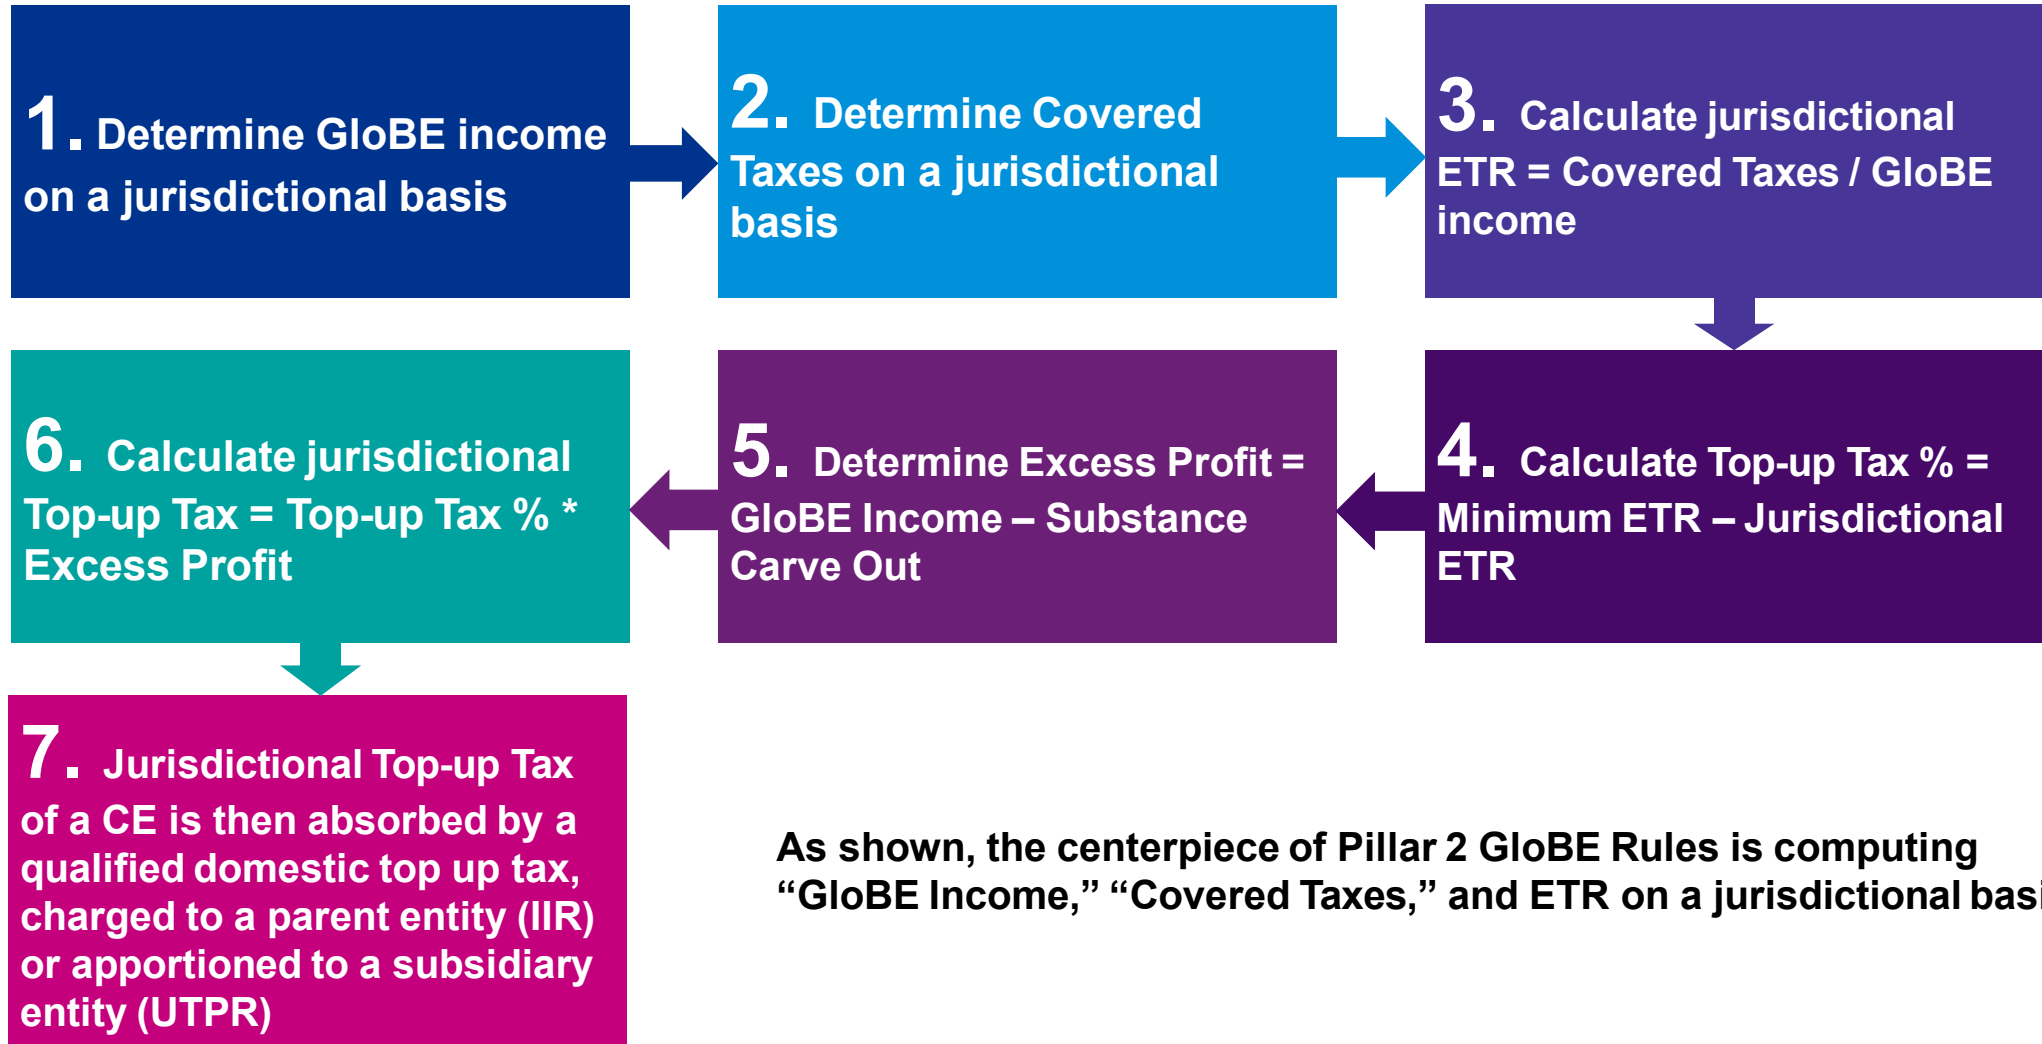 1. Determine GloBE income
on a jurisdictional basis
2. Determine Covered
Taxes on a jurisdictional
basis
3. Calculate jurisdictional
ETR = Covered Taxes / GloBE
income
4. Calculate Top-up Tax % =
Minimum ETR – Jurisdictional
ETR
5. Determine Excess Profit =
GloBE Income – Substance
Carve Out
6. Calculate jurisdictional
Top-up Tax = Top-up Tax % *
Excess Profit
7. Jurisdictional Top-up Tax
of a CE is then absorbed by a
qualified domestic top up tax,
charged to a parent entity (IIR)
or apportioned to a subsidiary
entity (UTPR)
As shown, the centerpiece of Pillar 2 GloBE Rules is computing
“GloBE Income,” “Covered Taxes,” and ETR on a jurisdictional basi